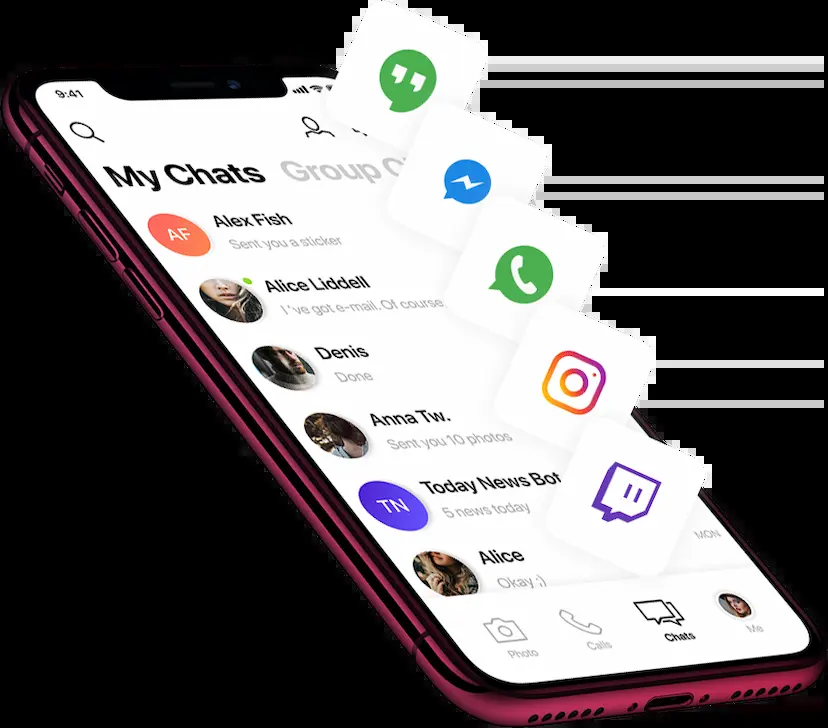 9:41
My Chats
Group
AF
Alex Fish
Sent you a sticker
Alice Liddell
I've got e-mail. Of course
Denis
Done
Anna Tw.
Sent you 10 photos
TN
Today News Bot
5 news today
MON
Alice
Okay ;)
Photo
Calls
Chats
Me